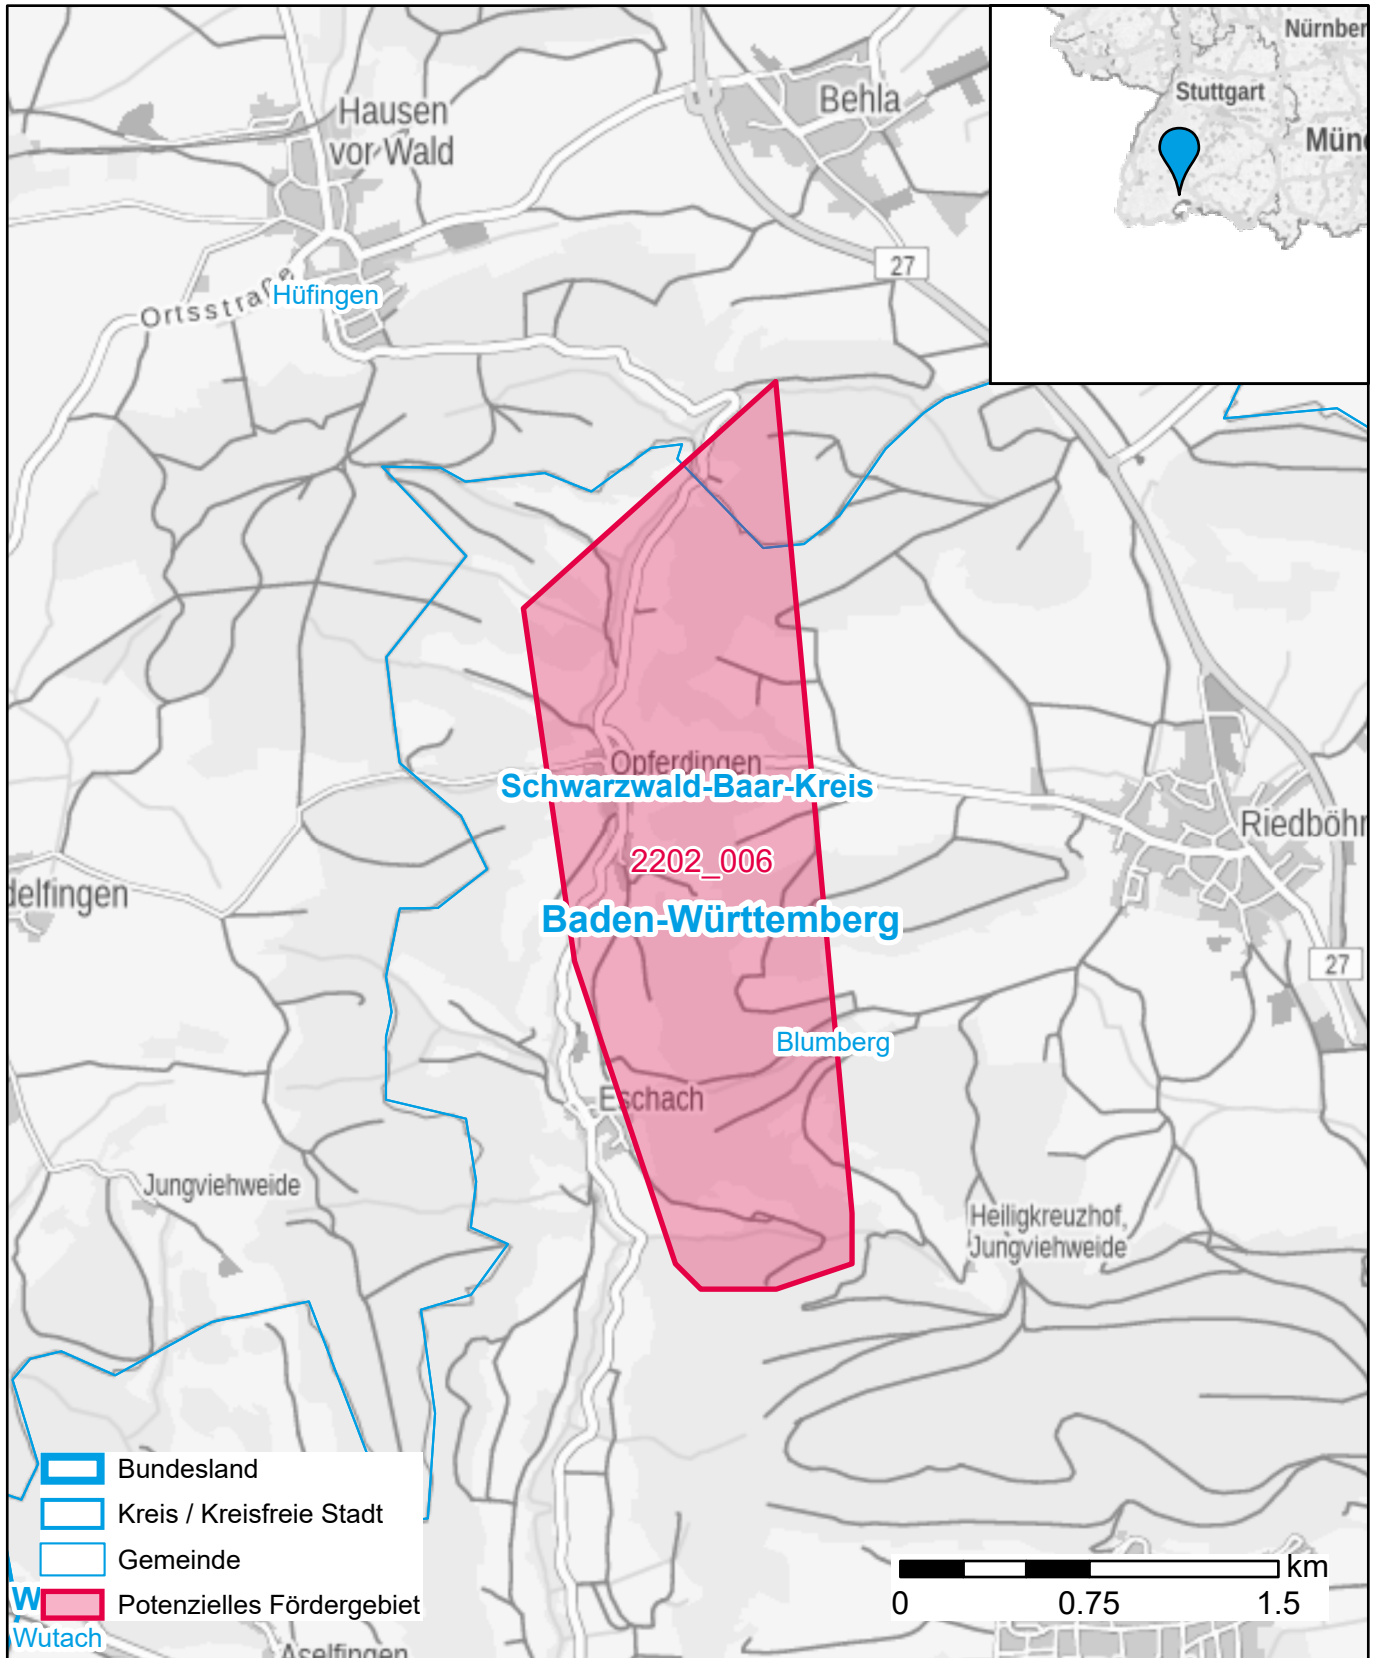 Nürnber
Stuttgart
Münc
Hausen
vor Wald
Behla
27
Ortsstraße
Hüfingen
Opferdingen
Schwarzwald-Baar-Kreis
Riedböhr
2202_006
delfingen
Baden-Württemberg
27
Blumberg
Eschach
Jungviehweide
Heiligkreuzhof,
Jungviehweide
Bundesland
Kreis / Kreisfreie Stadt
Gemeinde
Potenzielles Fördergebiet
km
0 0.75 1.5
W
Wutach
Aselfingen